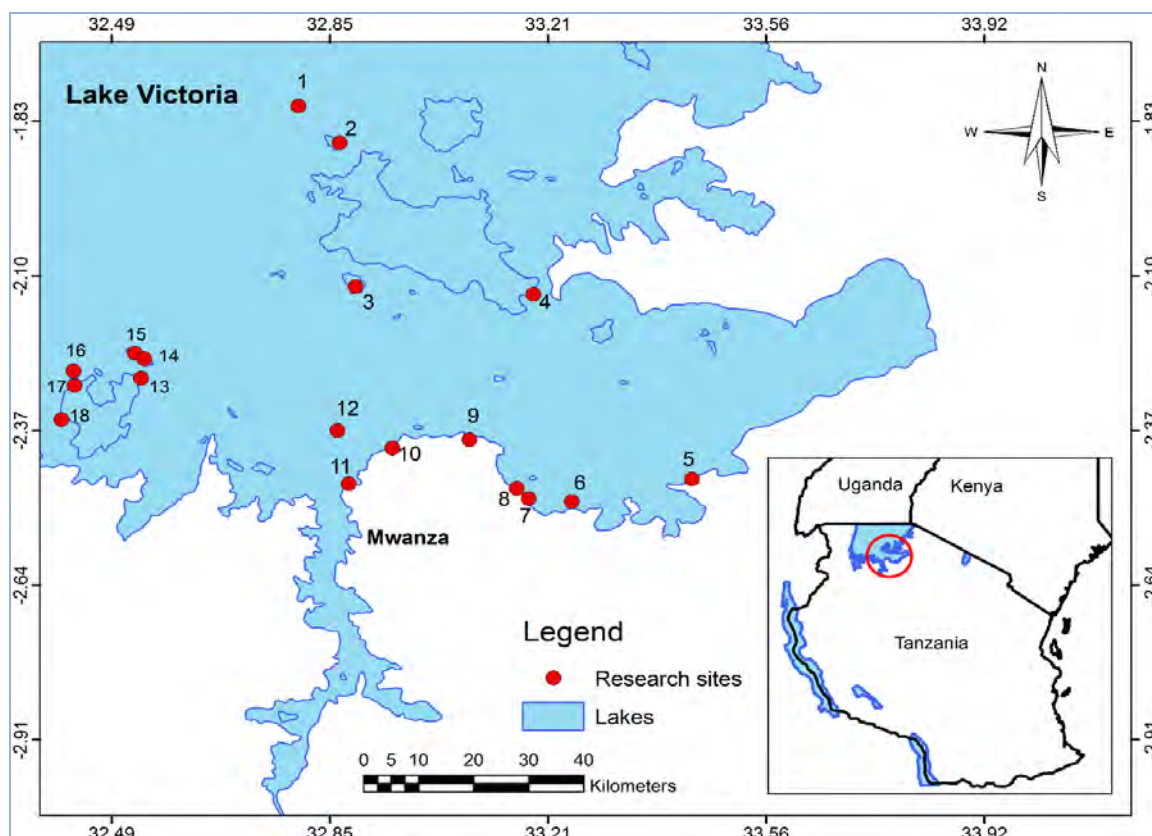 32.49 32.85 33.21 33.56 33.92
Lake Victoria
1
N
-1.83 -1.83
2
W E
S
-2.10 -2.10
3 4
15
16 14
17 13
18
12 9
-2.37 -2.37
10
11 5
8 6
7
Uganda Kenya
Mwanza
-2.64 -2.64
Legend
Tanzania
Research sites
Lakes
-2.91 -2.91
0 5 10 20 30 40
Kilometers
32.49 32.85 33.21 33.56 33.92